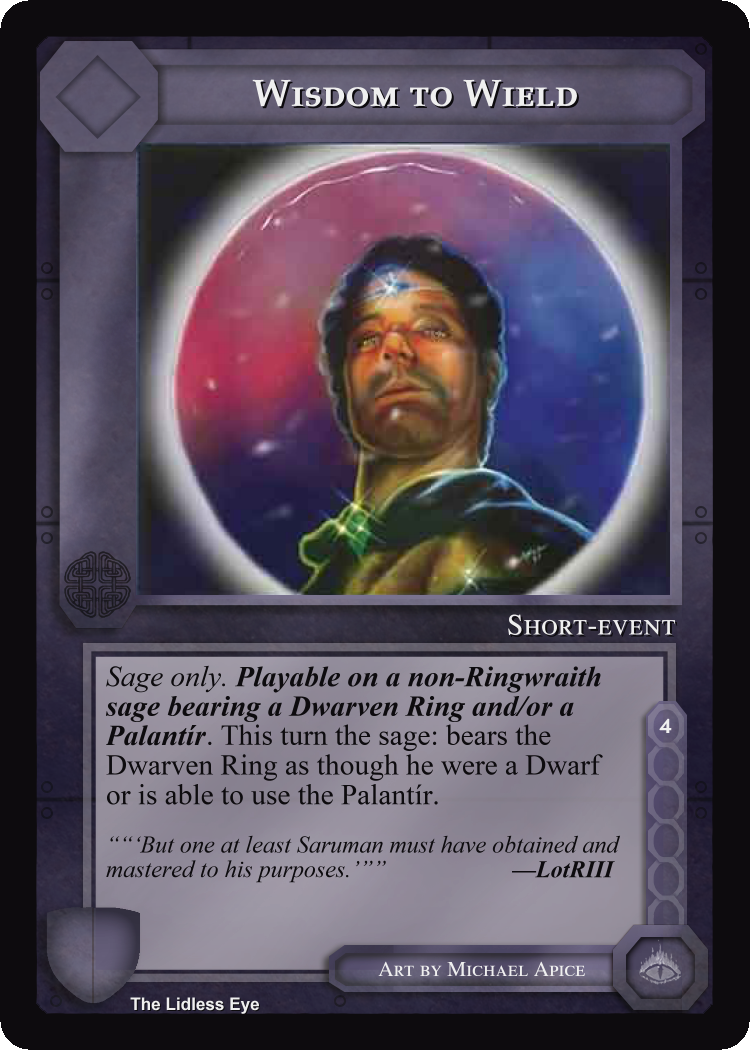 Wisdom to Wield
Short-event
Sage only. Playable on a non-Ringwraith
sage bearing a Dwarven Ring and/or a
Palantír. This turn the sage: bears the
Dwarven Ring as though he were a Dwarf
or is able to use the Palantír.
4
““‘But one at least Saruman must have obtained and
mastered to his purposes.’”” —LotRIII
Art by Michael Apice
The Lidless Eye